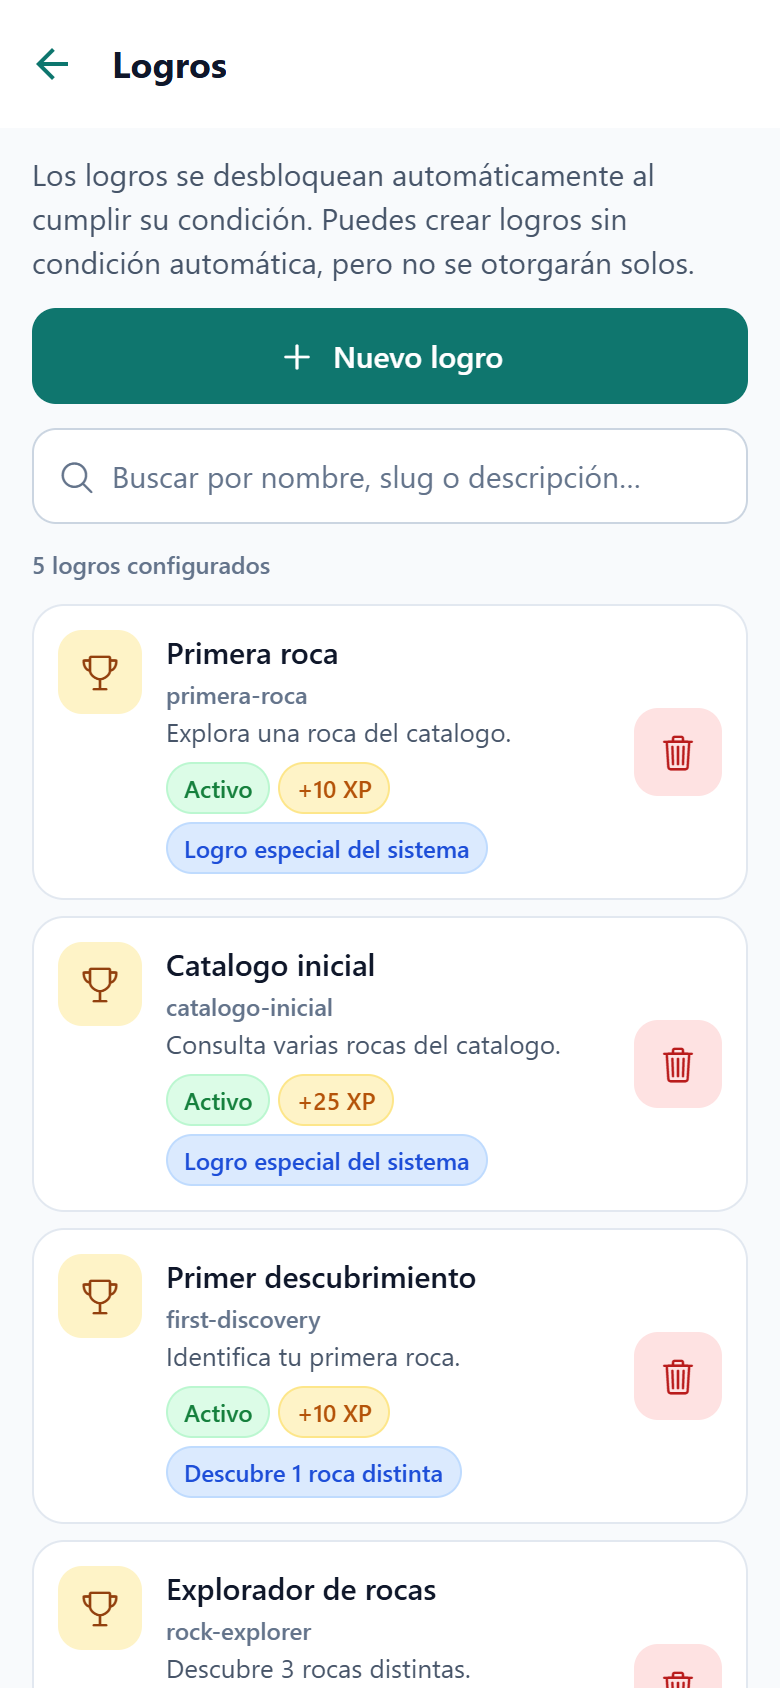 Logros
Los logros se desbloquean automáticamente al
cumplir su condición. Puedes crear logros sin
condición automática, pero no se otorgarán solos.
Nuevo logro
Buscar por nombre, slug o descripción...
5 logros configurados
Primera roca
primera-roca
Explora una roca del catalogo.
Activo
+10 XP
Logro especial del sistema
Catalogo inicial
catalogo-inicial
Consulta varias rocas del catalogo.
Activo
+25 XP
Logro especial del sistema
Primer descubrimiento
first-discovery
Identifica tu primera roca.
Activo
+10 XP
Descubre 1 roca distinta
Explorador de rocas
rock-explorer
Descubre 3 rocas distintas.